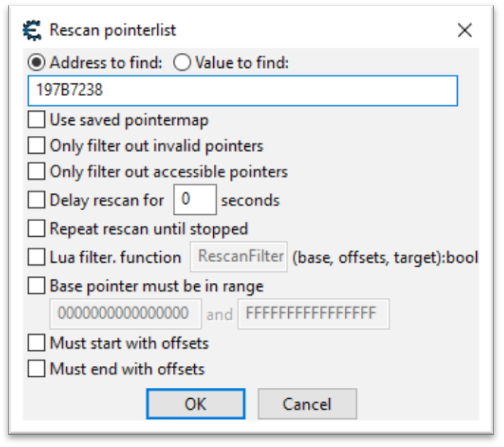 Rescan pointerlist
Address to find: Value to find:
197B7238
Use saved pointermap
Only filter out invalid pointers
Only filter out accessible pointers
Delay rescan for 0 seconds
Repeat rescan until stopped
Lua filter. function RescanFilter (base, offsets, target):bool
Base pointer must be in range
0000000000000000 and FFFFFFFFFFFFFFFF
Must start with offsets
Must end with offsets
OK Cancel